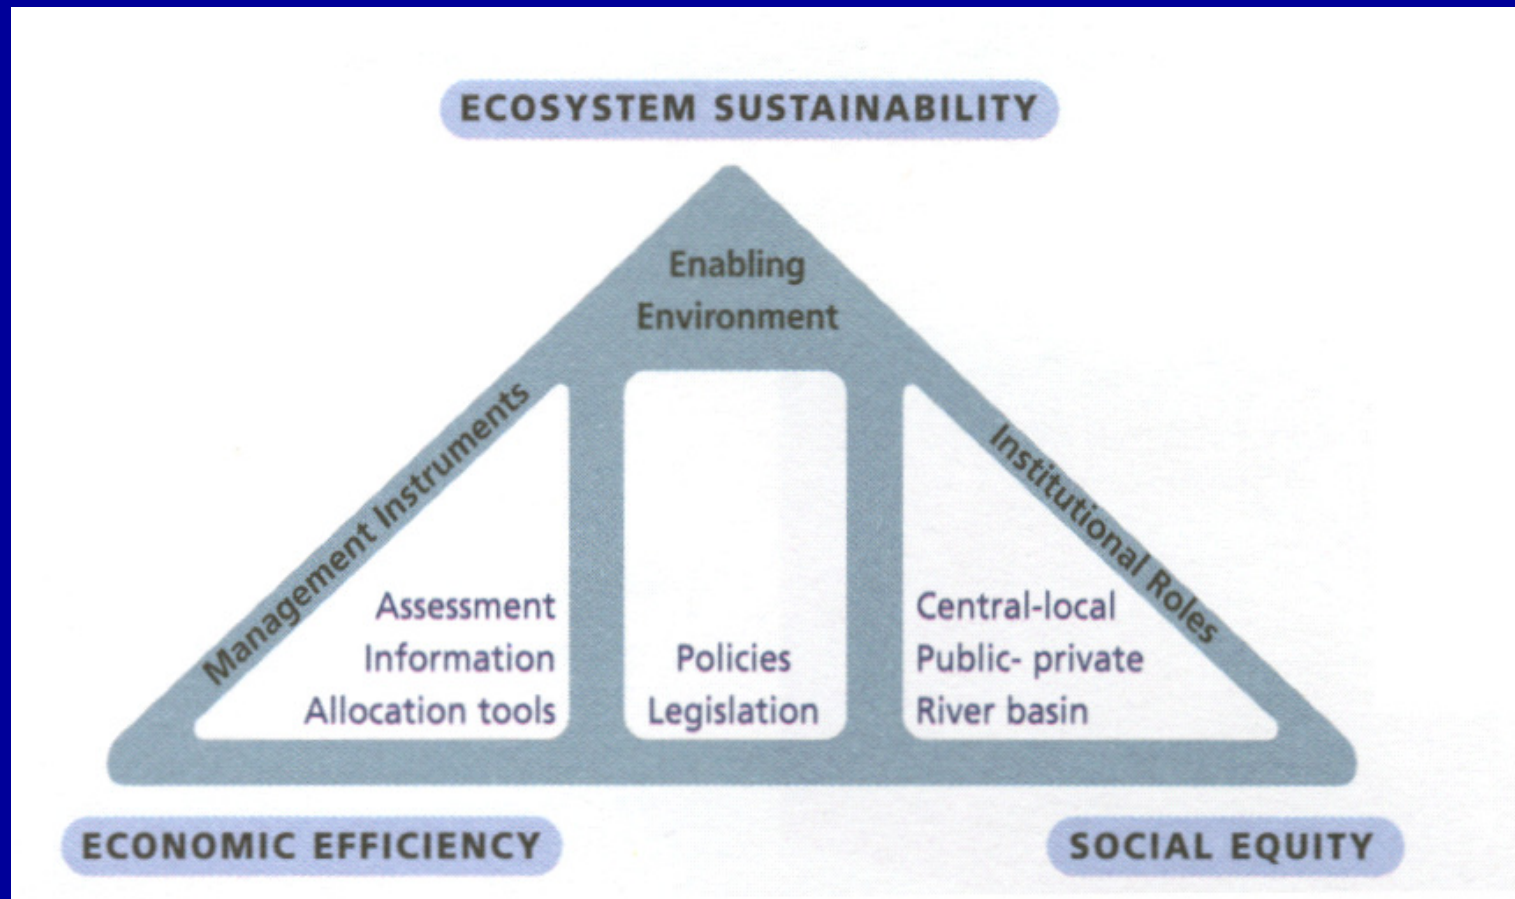 ECOSYSTEM SUSTAINABILITY
Enabling
Environment
Management Instruments
Institutional Roles
Assessment
Information
Allocation tools
Policies
Legislation
Central-local
Public- private
River basin
ECONOMIC EFFICIENCY
SOCIAL EQUITY